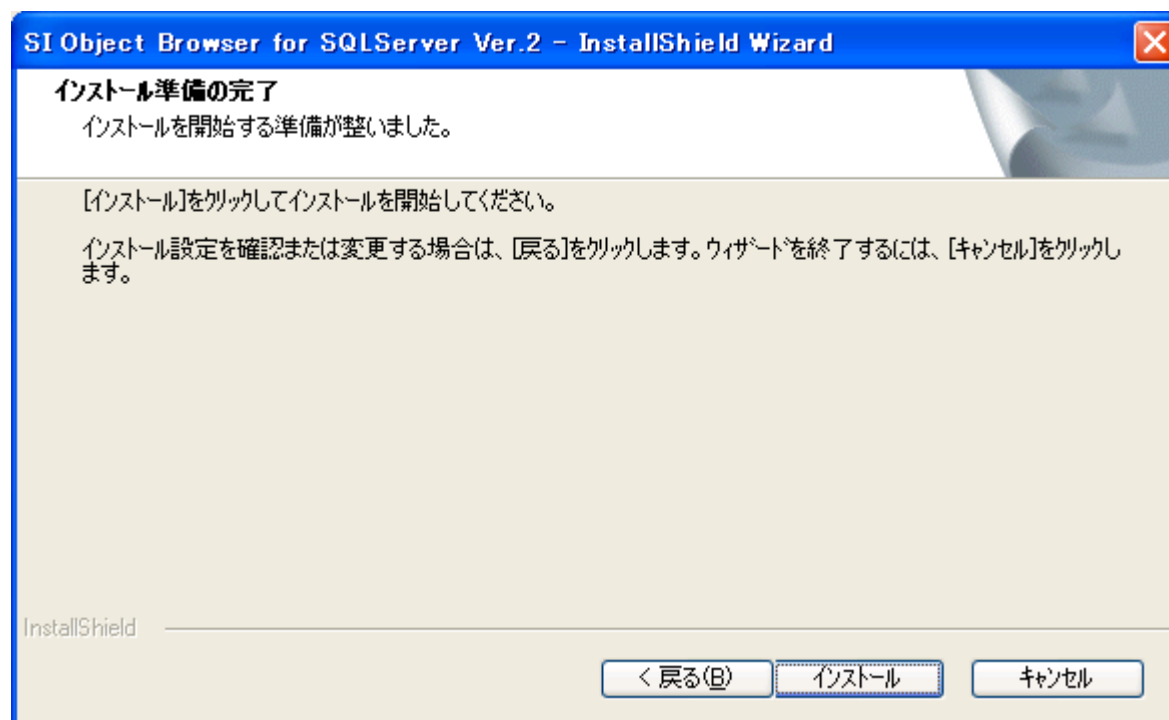 SI Object Browser for SQLServer Ver.2 - InstallShield Wizard
インストール準備の完了
インストールを開始する準備が整いました。
[インストール]をクリックしてインストールを開始してください。
インストール設定を確認または変更する場合は、[戻る]をクリックします。ウィザードを終了するには、[キャンセル]をクリックし
ます。
InstallShield
< 戻る(B) インストール キャンセル